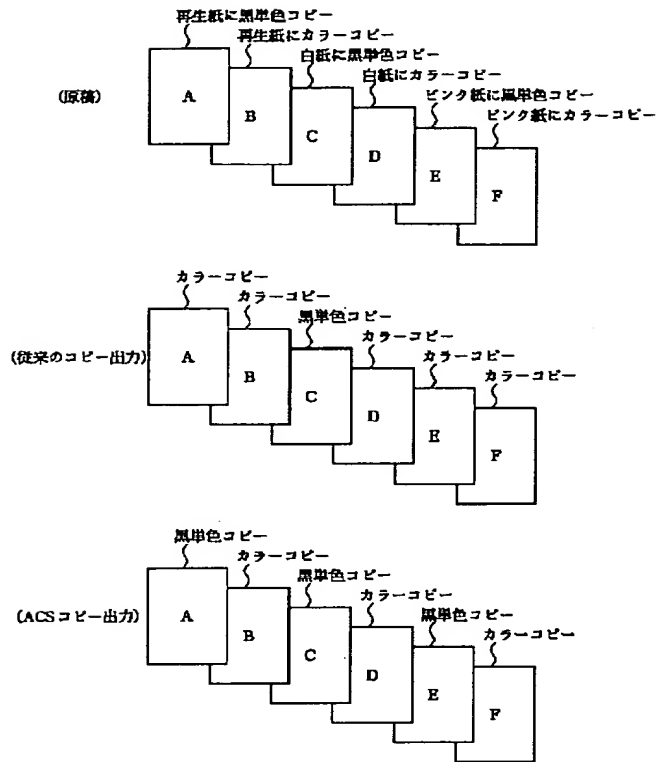 再生紙に黒単色コピー
再生紙にカラーコピー
白紙に黒単色コピー
白紙にカラーコピー
ピンク紙に黒単色コピー
ピンク紙にカラーコピー
(原稿)
A
B
C
D
E
F
カラーコピー
カラーコピー
黒単色コピー
カラーコピー
カラーコピー
カラーコピー
(従来のコピー出力)
A
B
C
D
E
F
黒単色コピー
カラーコピー
黒単色コピー
カラーコピー
黒単色コピー
カラーコピー
(ACSコピー出力)
A
B
C
D
E
F